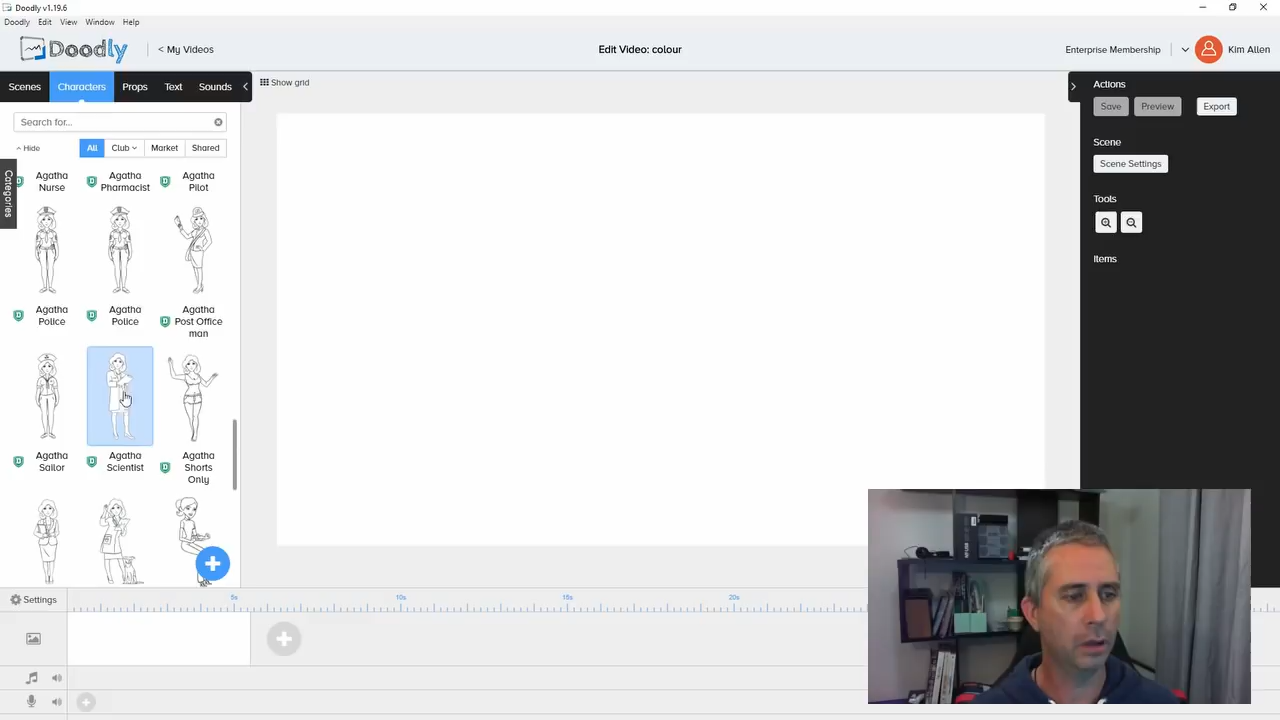 Doodly v1.19.6
Doodly Edit View Window Help
Doodly
< My Videos
Edit Video: colour
Enterprise Membership
Kim Allen
Scenes Characters Props Text Sounds
Show grid
Search for...
Hide
All Club Market Shared
Categories
Agatha Nurse
Agatha Pharmacist
Agatha Pilot
Agatha Police
Agatha Police
Agatha Post Office man
Agatha Sailor
Agatha Scientist
Agatha Shorts Only
Actions
Save Preview Export
Scene
Scene Settings
Tools
Items
Settings
5s 10s 15s 20s